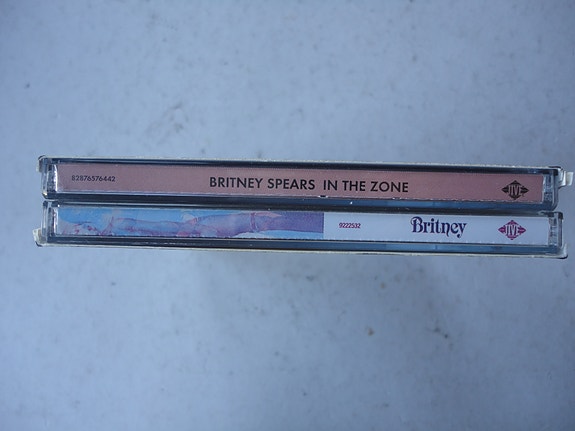 82876576442 BRITNEY SPEARS IN THE ZONE JIVE
9222532 Britney JIVE